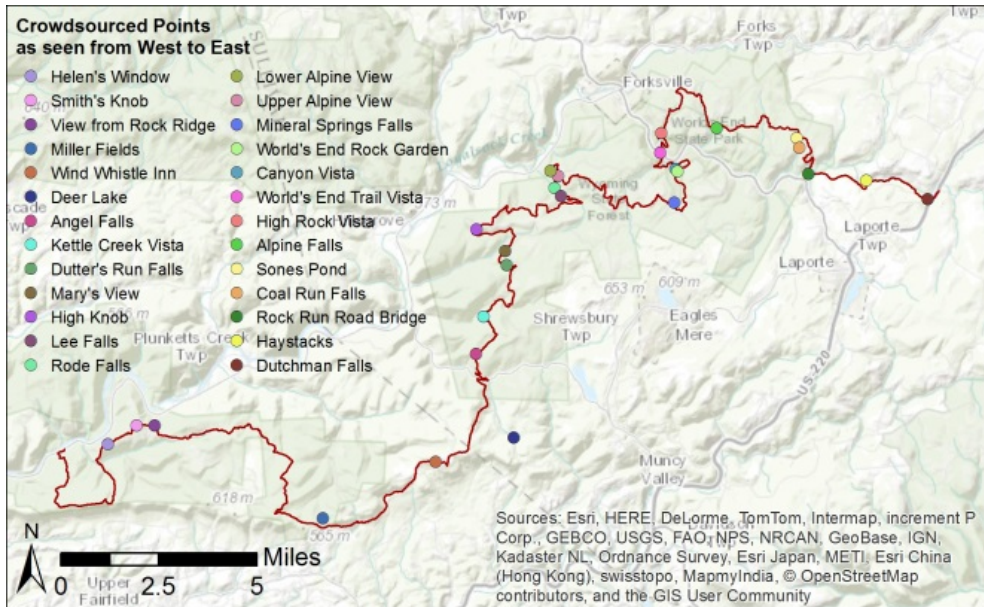 Crowdsourced Points
as seen from West to East
Helen's Window
Smith's Knob
View from Rock Ridge
Miller Fields
Wind Whistle Inn
Deer Lake
Angel Falls
Kettle Creek Vista
Dutter's Run Falls
Mary's View
High Knob
Lee Falls
Rode Falls
Lower Alpine View
Upper Alpine View
Mineral Springs Falls
World's End Rock Garden
Canyon Vista
World's End Trail Vista
High Rock Vista
Alpine Falls
Sones Pond
Coal Run Falls
Rock Run Road Bridge
Haystacks
Dutchman Falls
Twp
Forks
Twp
Forksville
World's End
State Park
Wyoming
State
Forest
573 m
Laporte
Twp
Laporte
653 m
609 m
Eagles
Mere
Shrewsbury
Twp
Plunketts Creek
Twp
US 220
Muncy
Valley
618 m
565 m
N
Miles
0 2.5 5
Upper
Fairfield
Sources: Esri, HERE, DeLorme, TomTom, Intermap, increment P
Corp., GEBCO, USGS, FAO, NPS, NRCAN, GeoBase, IGN,
Kadaster NL, Ordnance Survey, Esri Japan, METI, Esri China
(Hong Kong), swisstopo, MapmyIndia, © OpenStreetMap
contributors, and the GIS User Community